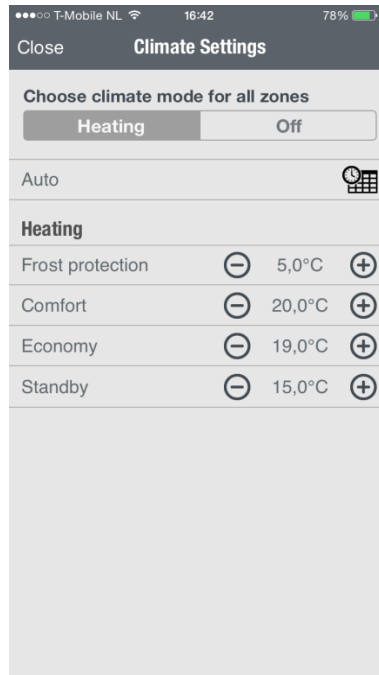 T-Mobile NL 16:42 78%
Close Climate Settings
Choose climate mode for all zones
Heating Off
Auto
Heating
Frost protection 5,0°C
Comfort 20,0°C
Economy 19,0°C
Standby 15,0°C